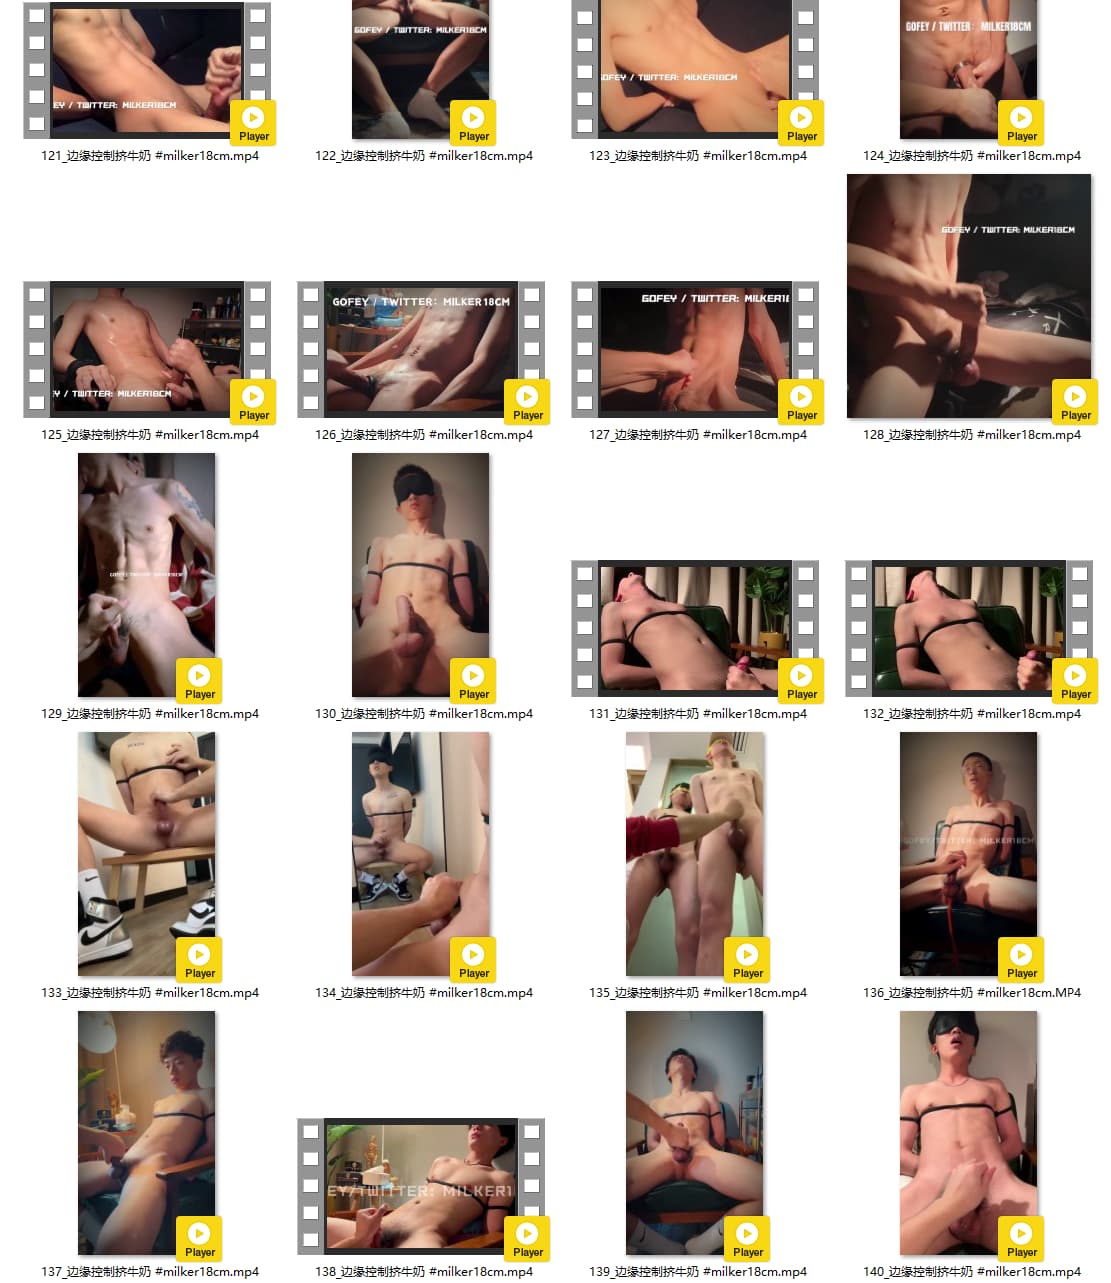 EY / TWITTER: MILKER18CM
Player
121_边缘控制挤牛奶 #milker18cm.mp4
GOFEY / TWITTER: MILKER18CM
Player
122_边缘控制挤牛奶 #milker18cm.mp4
GOFEY / TWITTER: MILKER18CM
Player
123_边缘控制挤牛奶 #milker18cm.mp4
GOFEY / TWITTER: MILKER18CM
Player
124_边缘控制挤牛奶 #milker18cm.mp4
Y / TWITTER: MILKER18CM
Player
125_边缘控制挤牛奶 #milker18cm.mp4
GOFEY / TWITTER: MILKER18CM
Player
126_边缘控制挤牛奶 #milker18cm.mp4
GOFEY / TWITTER: MILKER1
Player
127_边缘控制挤牛奶 #milker18cm.mp4
GOFEY / TWITTER: MILKER18CM
Player
128_边缘控制挤牛奶 #milker18cm.mp4
Player
129_边缘控制挤牛奶 #milker18cm.mp4
Player
130_边缘控制挤牛奶 #milker18cm.mp4
Player
131_边缘控制挤牛奶 #milker18cm.mp4
Player
132_边缘控制挤牛奶 #milker18cm.mp4
Player
133_边缘控制挤牛奶 #milker18cm.mp4
Player
134_边缘控制挤牛奶 #milker18cm.mp4
Player
135_边缘控制挤牛奶 #milker18cm.mp4
GOFEY/TWITTER: MILKER18CM
Player
136_边缘控制挤牛奶 #milker18cm.MP4
Player
137_边缘控制挤牛奶 #milker18cm.mp4
EY/TWITTER: MILKER1
Player
138_边缘控制挤牛奶 #milker18cm.mp4
Player
139_边缘控制挤牛奶 #milker18cm.mp4
Player
140_边缘控制挤牛奶 #milker18cm.mp4